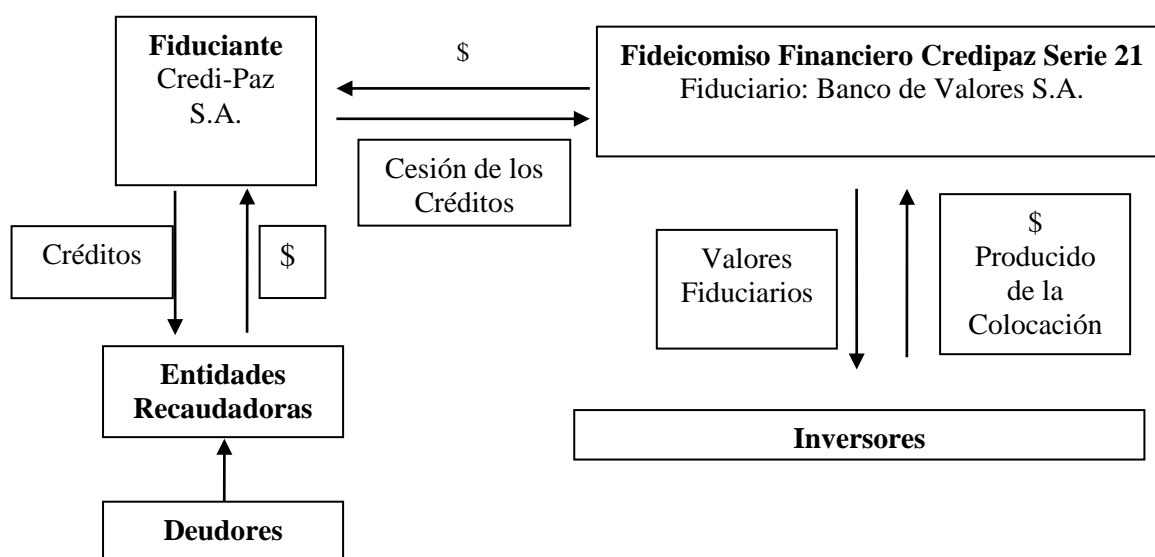 Fiduciante
Credi-Paz
S.A.
$
Fideicomiso Financiero Credipaz Serie 21
Fiduciario: Banco de Valores S.A.
Cesión de los
Créditos
Créditos
$
Valores
Fiduciarios
$
Producido
de la
Colocación
Entidades
Recaudadoras
Inversores
Deudores